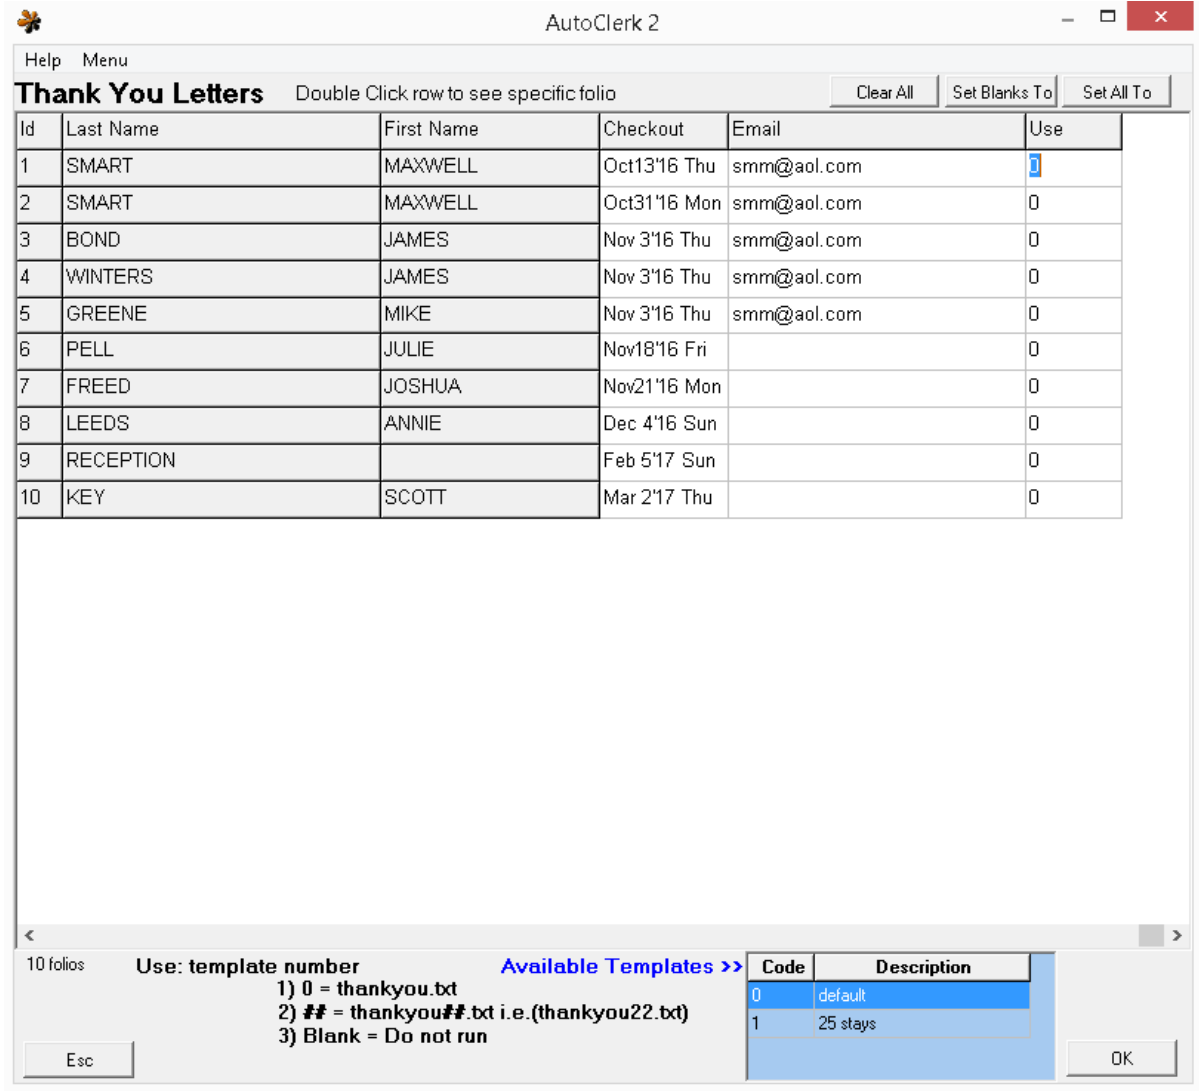 AutoClerk 2
Help Menu
Thank You Letters Double Click row to see specific folio Clear All Set Blanks To Set All To
Id Last Name First Name Checkout Email Use
1 SMART MAXWELL Oct13'16 Thu smm@aol.com 0
2 SMART MAXWELL Oct31'16 Mon smm@aol.com 0
3 BOND JAMES Nov 3'16 Thu smm@aol.com 0
4 WINTERS JAMES Nov 3'16 Thu smm@aol.com 0
5 GREENE MIKE Nov 3'16 Thu smm@aol.com 0
6 PELL JULIE Nov18'16 Fri 0
7 FREED JOSHUA Nov21'16 Mon 0
8 LEEDS ANNIE Dec 4'16 Sun 0
9 RECEPTION Feb 5'17 Sun 0
10 KEY SCOTT Mar 2'17 Thu 0
10 folios Use: template number Available Templates >> Code Description
1) 0 = thankyou.txt 0 default
2) ## = thankyou##.txt i.e.(thankyou22.txt) 1 25 stays
3) Blank = Do not run
Esc OK